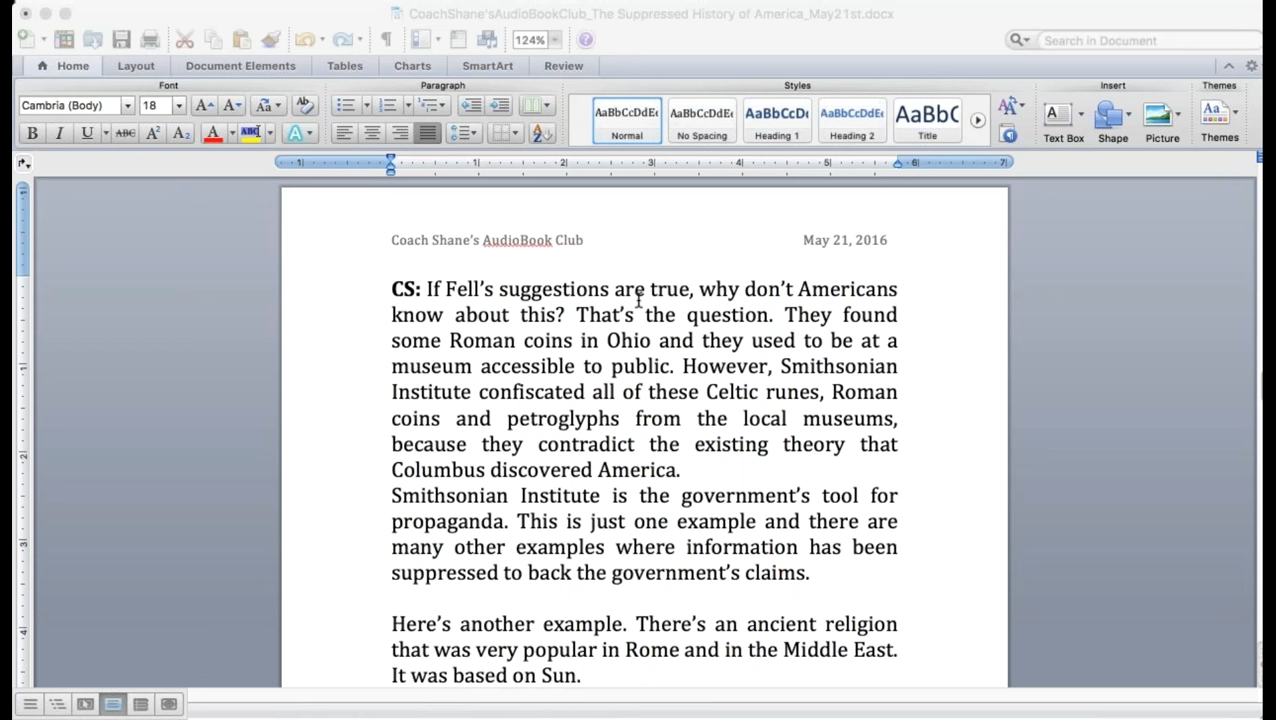 CoachShane'sAudioBookClub_The Suppressed History of America_May21st.docx
124%
Search in Document
Home Layout Document Elements Tables Charts SmartArt Review
Font Paragraph Styles Insert Themes
Cambria (Body) 18
AaBbCcDdEe AaBbCcDdEe AaBbCcDc AaBbCcDdEe AaBbC
Normal No Spacing Heading 1 Heading 2 Title
Text Box Shape Picture Themes
Coach Shane's AudioBook Club May 21, 2016
CS: If Fell's suggestions are true, why don't Americans
know about this? That's the question. They found
some Roman coins in Ohio and they used to be at a
museum accessible to public. However, Smithsonian
Institute confiscated all of these Celtic runes, Roman
coins and petroglyphs from the local museums,
because they contradict the existing theory that
Columbus discovered America.
Smithsonian Institute is the government's tool for
propaganda. This is just one example and there are
many other examples where information has been
suppressed to back the government's claims.
Here's another example. There's an ancient religion
that was very popular in Rome and in the Middle East.
It was based on Sun.